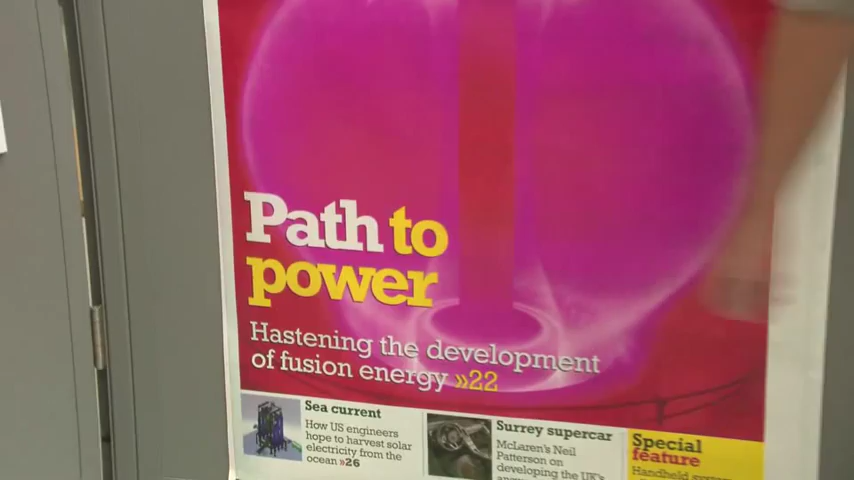 Path to
power
Hastening the development
of fusion energy »22
Sea current
How US engineers
hope to harvest solar
electricity from the
ocean »26
Surrey supercar
McLaren's Neil
Patterson on
developing the UK's
Special
feature
Handheld